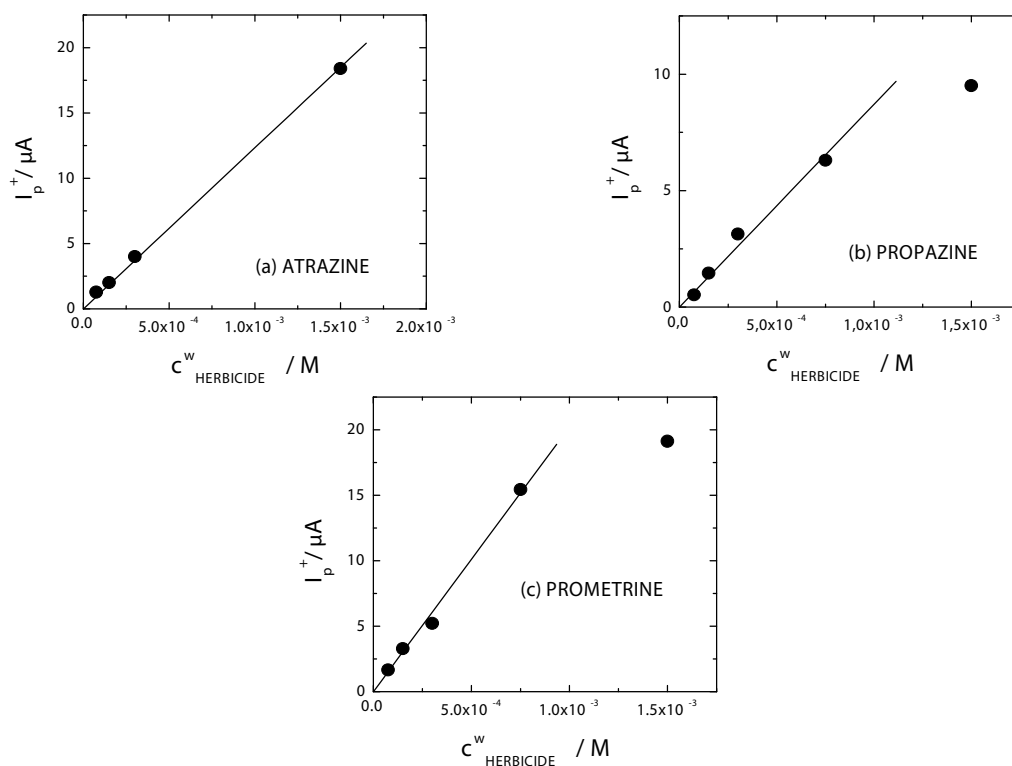 20
15
10
5
0
I_p^+/ µA
(a) ATRAZINE
0.0 5.0x10^-4 1.0x10^-3 1.5x10^-3 2.0x10^-3
c^w_HERBICIDE / M
10
5
0
I_p^+/ µA
(b) PROPAZINE
0,0 5,0x10^-4 1,0x10^-3 1,5x10^-3
c^w_HERBICIDE / M
20
15
10
5
0
I_p^+/ µA
(c) PROMETRINE
0.0 5.0x10^-4 1.0x10^-3 1.5x10^-3
c^w_HERBICIDE / M